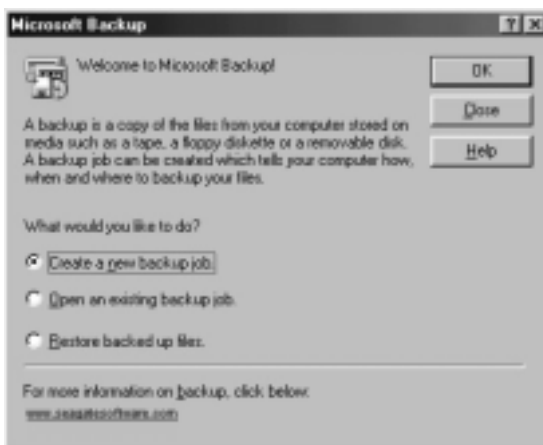 Microsoft Backup
Welcome to Microsoft Backup!
OK
Close
Help
A backup is a copy of the files from your computer stored on
media such as a tape, a floppy diskette or a removable disk.
A backup job can be created which tells your computer how,
when and where to backup your files.
What would you like to do?
Create a new backup job.
Open an existing backup job.
Restore backed up files.
For more information on backup, click below:
www.seagatesoftware.com